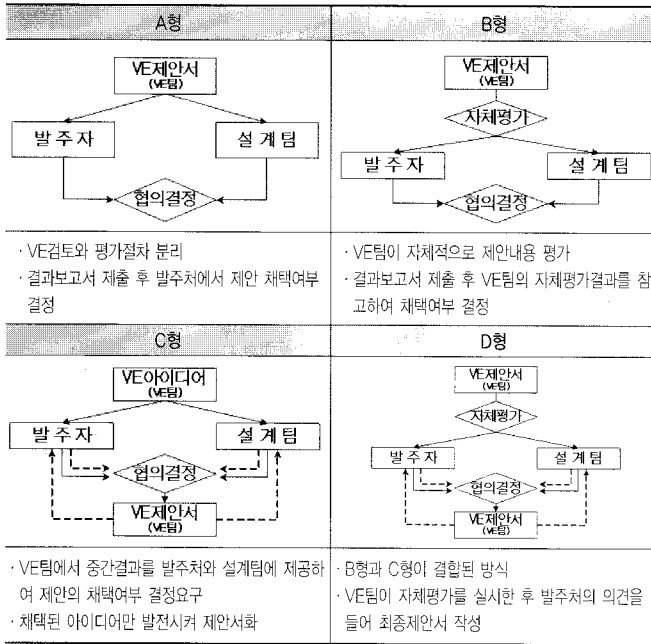 A형
VE제안서
(VE팀)
발주자
설계팀
협의결정
· VE검토와 평가절차 분리
· 결과보고서 제출 후 발주처에서 제안 채택여부
결정
B형
VE제안서
(VE팀)
자체평가
발주자
설계팀
협의결정
· VE팀이 자체적으로 제안내용 평가
· 결과보고서 제출 후 VE팀의 자체평가결과를 참
고하여 채택여부 결정
C형
VE아이디어
(VE팀)
발주자
설계팀
협의결정
VE제안서
(VE팀)
· VE팀에서 중간결과를 발주처와 설계팀에 제공하
여 제안의 채택여부 결정요구
· 채택된 아이디어만 발전시켜 제안서화
D형
VE제안서
(VE팀)
자체평가
발주자
설계팀
협의결정
VE제안서
(VE팀)
· B형과 C형이 결합된 방식
· VE팀이 자체평가를 실시한 후 발주처의 의견을
들어 최종제안서 작성